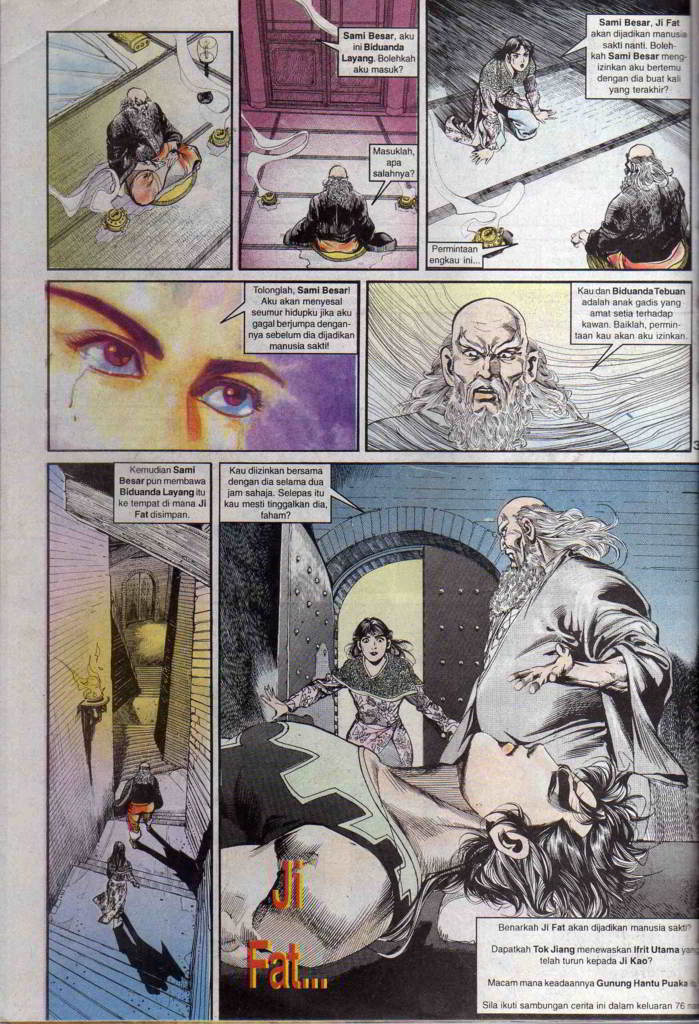 Sami Besar, aku
ini Biduanda
Layang. Bolehkah
aku masuk?
Masuklah,
apa
salahnya?
Sami Besar, Ji Fat
akan dijadikan manusia
sakti nanti. Boleh-
kah Sami Besar meng-
izinkan aku bertemu
dengan dia buat kali
yang terakhir?
Permintaan
engkau ini...
Tolonglah, Sami Besar!
Aku akan menyesal
seumur hidupku jika aku
gagal berjumpa dengan-
nya sebelum dia dijadikan
manusia sakti!
Kau dan Biduanda Tebuan
adalah anak gadis yang
amat setia terhadap
kawan. Baiklah, permin-
taan kau akan aku izinkan.
Kemudian Sami
Besar pun membawa
Biduanda Layang itu
ke tempat di mana Ji
Fat disimpan.
Kau diizinkan bersama
dengan dia selama dua
jam sahaja. Selepas itu
kau mesti tinggalkan dia,
faham?
Ji
Fat...
Benarkah Ji Fat akan dijadikan manusia sakti?
Dapatkah Tok Jiang menewaskan Ifrit Utama yang
telah turun kepada Ji Kao?
Macam mana keadaannya Gunung Hantu Puaka
Sila ikuti sambungan cerita ini dalam keluaran 76